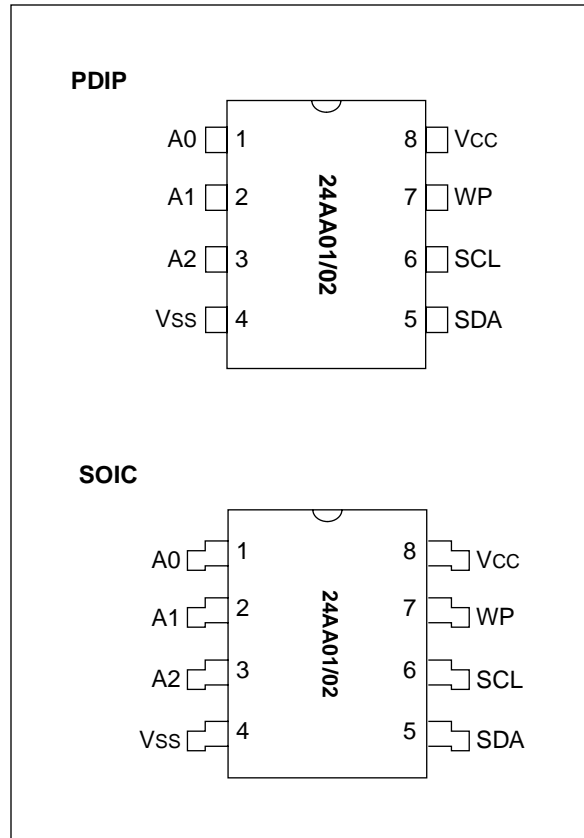 PDIP
A0 1 8 VCC
A1 2 7 WP
24AA01/02
A2 3 6 SCL
VSS 4 5 SDA
SOIC
A0 1 8 VCC
A1 2 7 WP
24AA01/02
A2 3 6 SCL
VSS 4 5 SDA